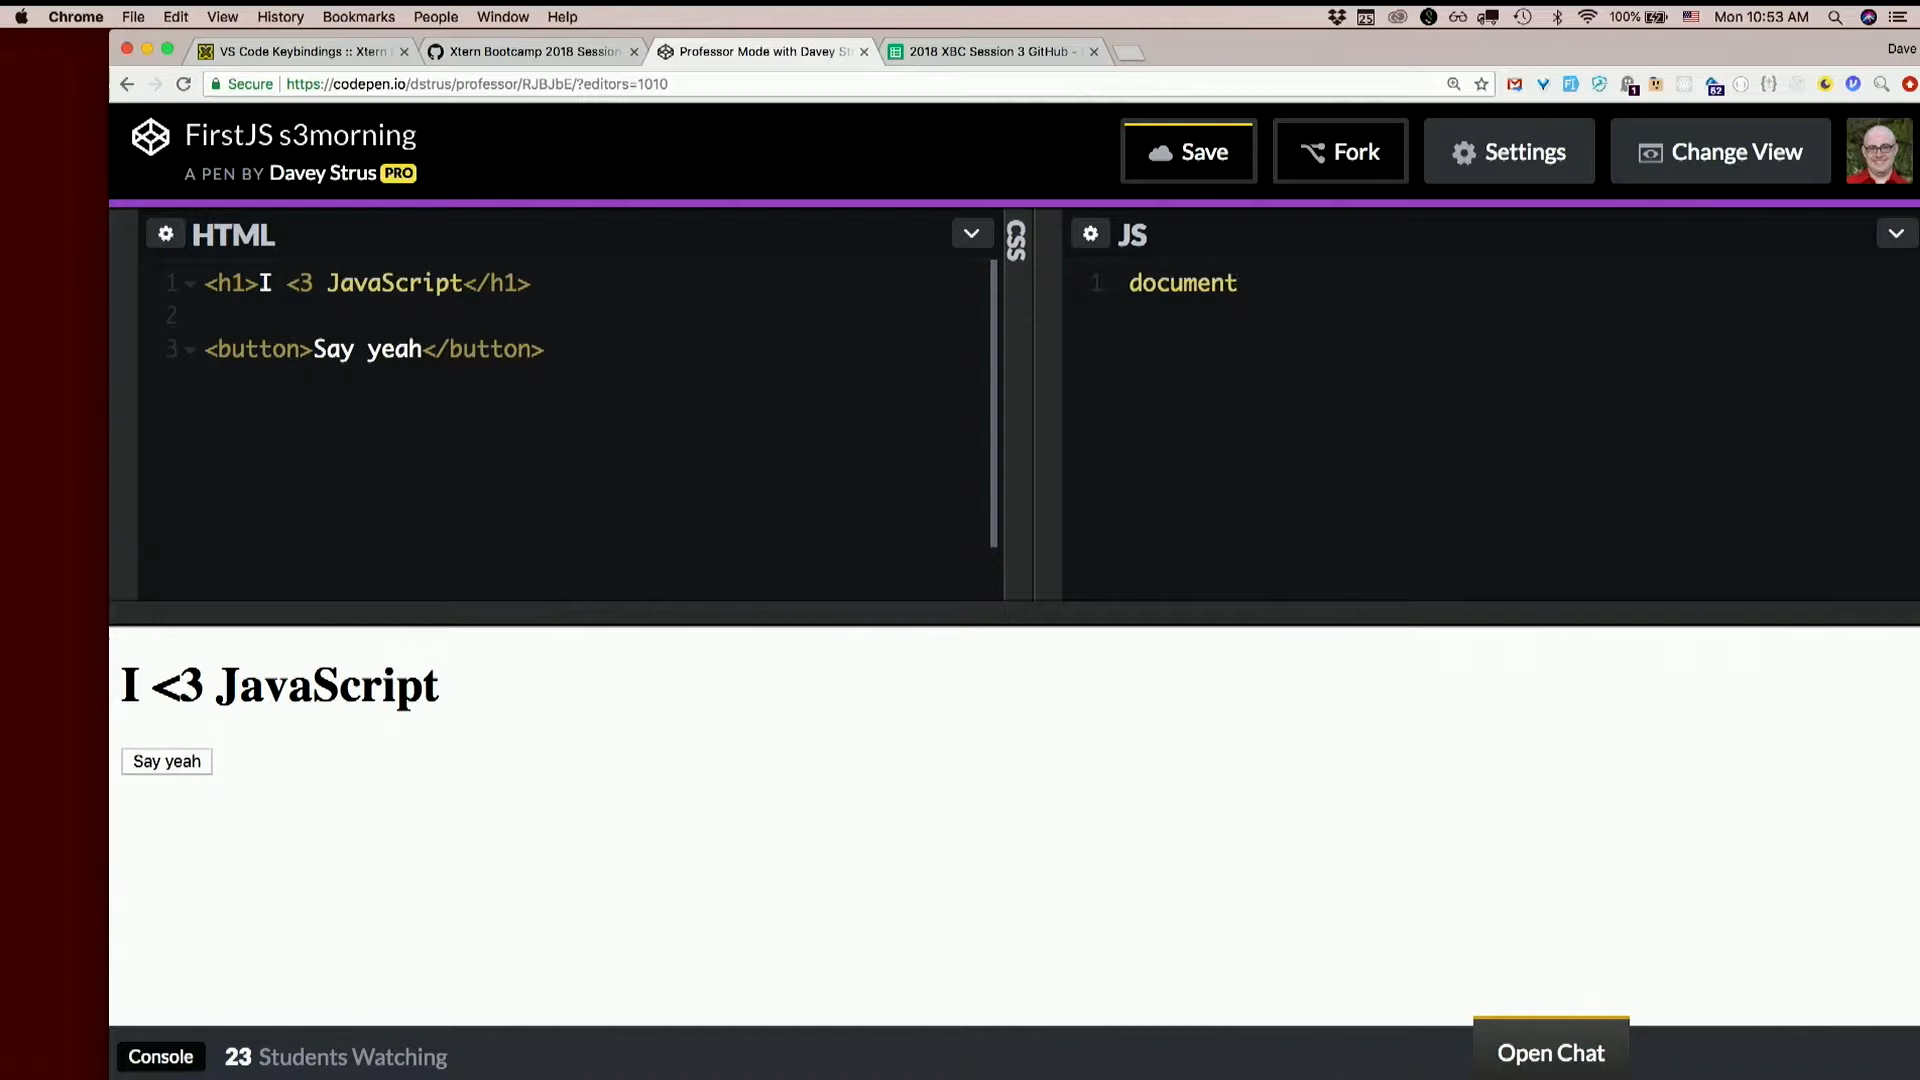 Chrome File Edit View History Bookmarks People Window Help 25 100% Mon 10:53 AM
VS Code Keybindings :: Xtern Xtern Bootcamp 2018 Session Professor Mode with Davey St 2018 XBC Session 3 GitHub - Dave
Secure https://codepen.io/dstrus/professor/RJBJbE/?editors=1010 1 62
FirstJS s3morning
A PEN BY Davey Strus PRO
Save Fork Settings Change View
HTML CSS JS
1 <h1>I <3 JavaScript</h1>
2
3 <button>Say yeah</button>
1 document
I <3 JavaScript
Say yeah
Console 23 Students Watching Open Chat